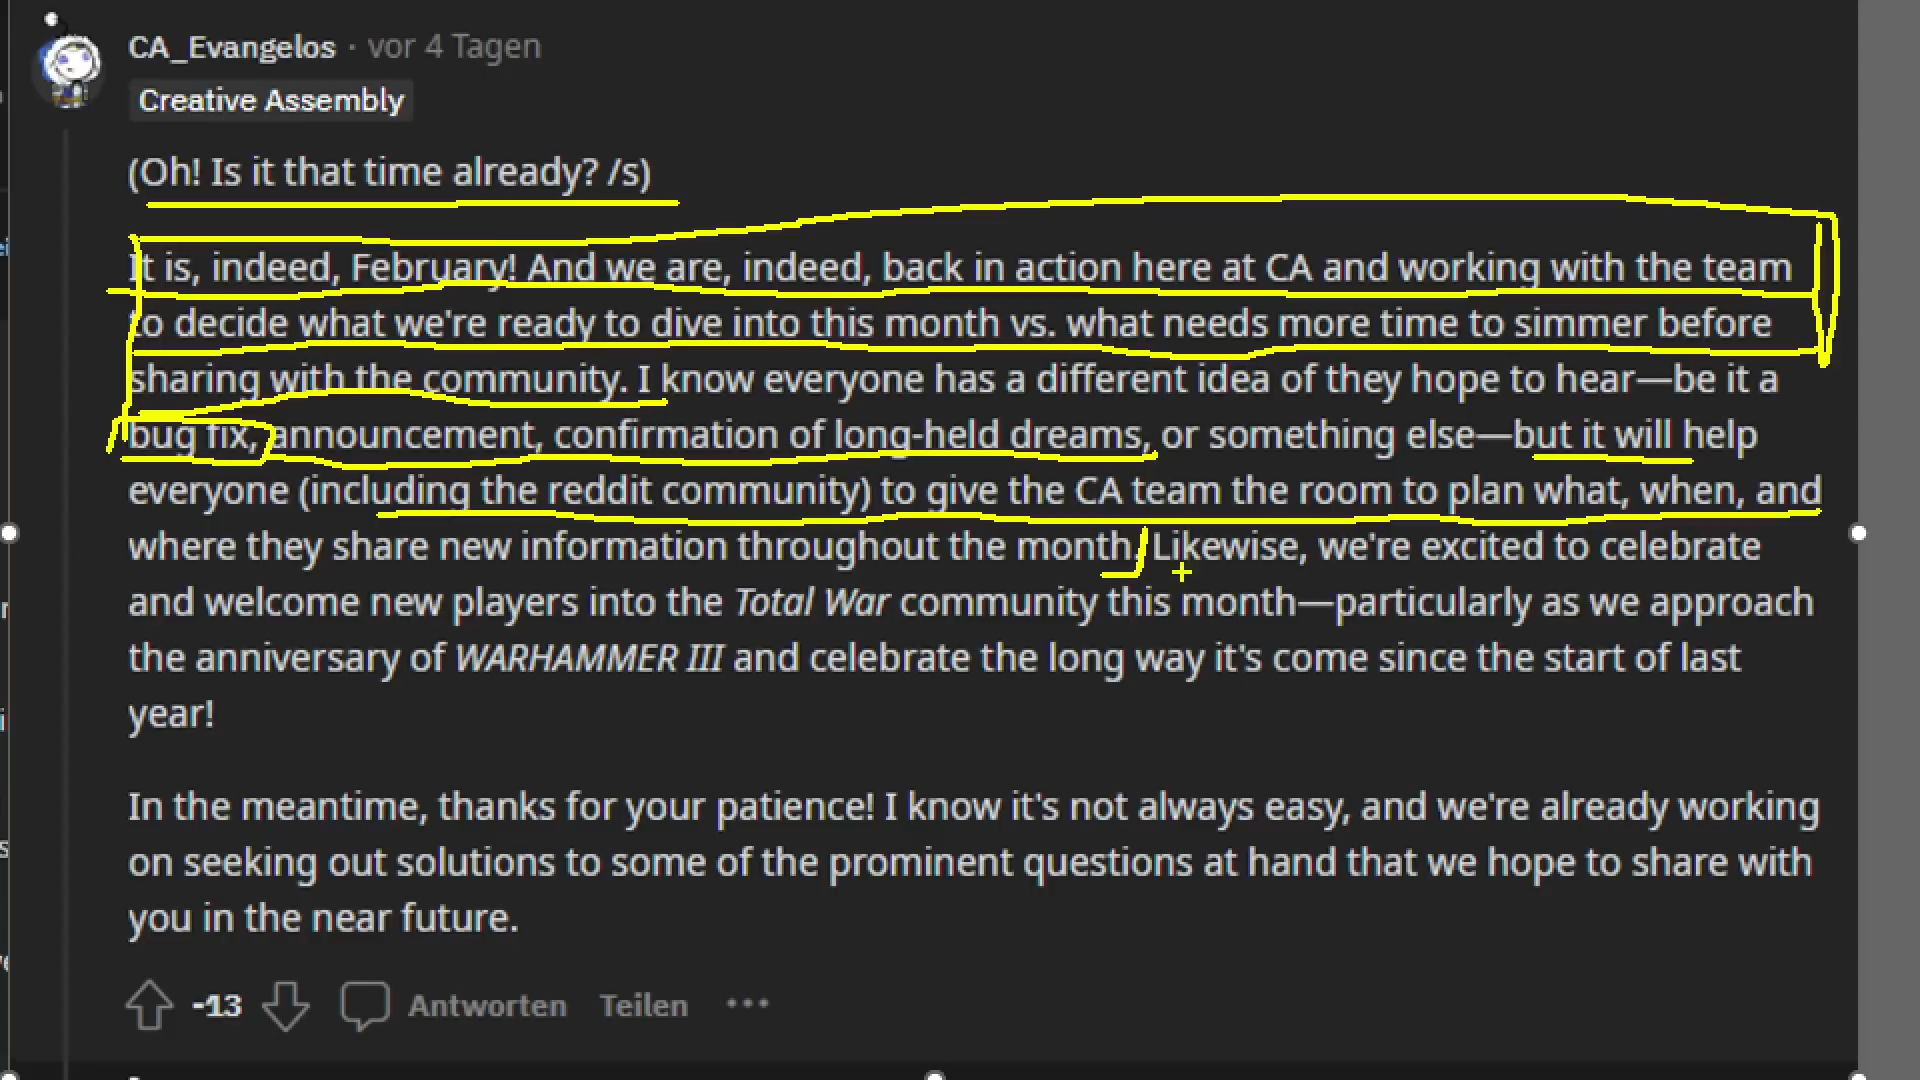 CA_Evangelos · vor 4 Tagen
Creative Assembly
(Oh! Is it that time already? /s)
It is, indeed, February! And we are, indeed, back in action here at CA and working with the team
to decide what we're ready to dive into this month vs. what needs more time to simmer before
sharing with the community. I know everyone has a different idea of they hope to hear—be it a
bug fix, announcement, confirmation of long-held dreams, or something else—but it will help
everyone (including the reddit community) to give the CA team the room to plan what, when, and
where they share new information throughout the month. Likewise, we're excited to celebrate
and welcome new players into the Total War community this month—particularly as we approach
the anniversary of WARHAMMER III and celebrate the long way it's come since the start of last
year!
In the meantime, thanks for your patience! I know it's not always easy, and we're already working
on seeking out solutions to some of the prominent questions at hand that we hope to share with
you in the near future.
-13 Antworten Teilen ···